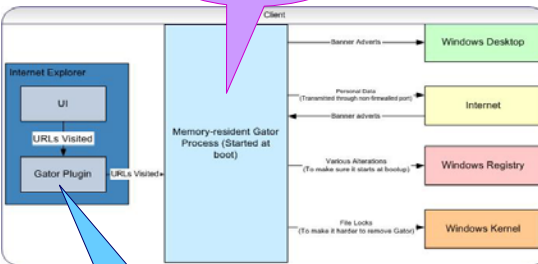 Client
Internet Explorer
UI
URLs Visited
Gator Plugin
URLs Visited
Memory-resident Gator
Process (Started at
boot)
Banner Adverts
Windows Desktop
Personal Data
(Transmitted through non-firewalled port)
Banner adverts
Internet
Various Alterations
(To make sure it starts at bootup)
Windows Registry
File Locks
(To make it harder to remove Gator)
Windows Kernel